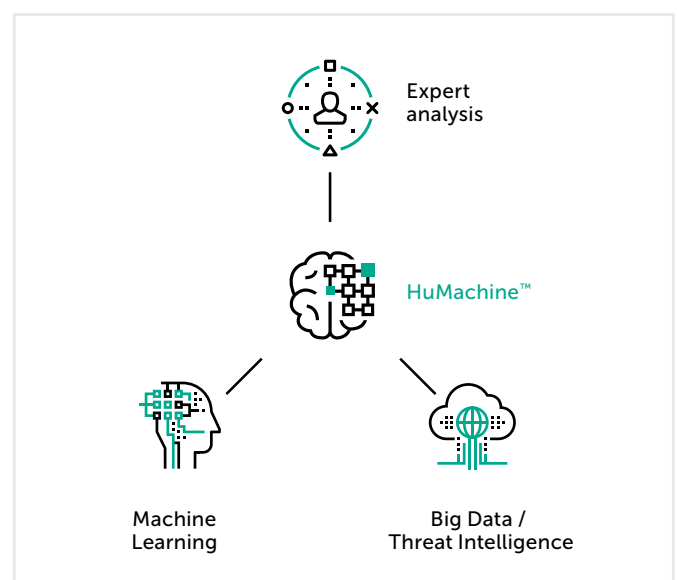 Expert
analysis
HuMachine™
Machine
Learning
Big Data /
Threat Intelligence